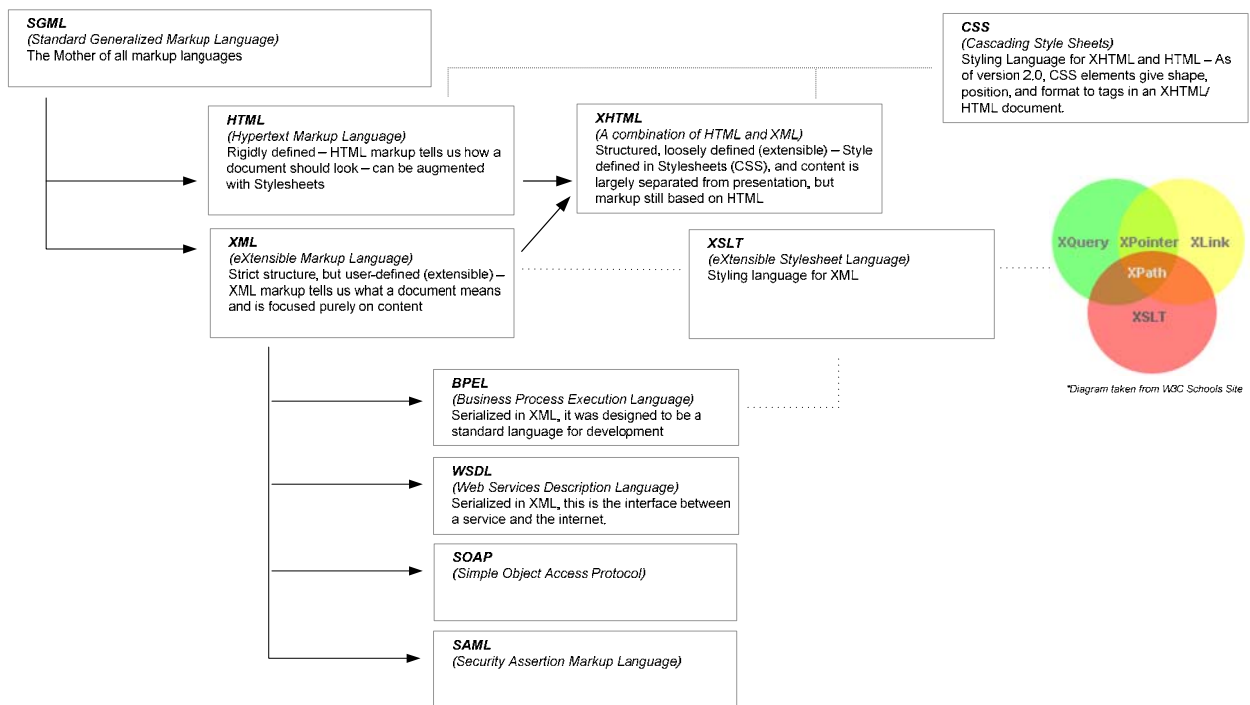 SGML
(Standard Generalized Markup Language)
The Mother of all markup languages
CSS
(Cascading Style Sheets)
Styling Language for XHTML and HTML – As
of version 2.0, CSS elements give shape,
position, and format to tags in an XHTML/
HTML document.
HTML
(Hypertext Markup Language)
Rigidly defined – HTML markup tells us how a
document should look – can be augmented
with Stylesheets
XHTML
(A combination of HTML and XML)
Structured, loosely defined (extensible) – Style
defined in Stylesheets (CSS), and content is
largely separated from presentation, but
markup still based on HTML
XML
(eXtensible Markup Language)
Strict structure, but user-defined (extensible) –
XML markup tells us what a document means
and is focused purely on content
XSLT
(eXtensible Stylesheet Language)
Styling language for XML
XQuery XPointer XLink
XPath
XSLT
*Diagram taken from W3C Schools Site
BPEL
(Business Process Execution Language)
Serialized in XML, it was designed to be a
standard language for development
WSDL
(Web Services Description Language)
Serialized in XML, this is the interface between
a service and the internet.
SOAP
(Simple Object Access Protocol)
SAML
(Security Assertion Markup Language)